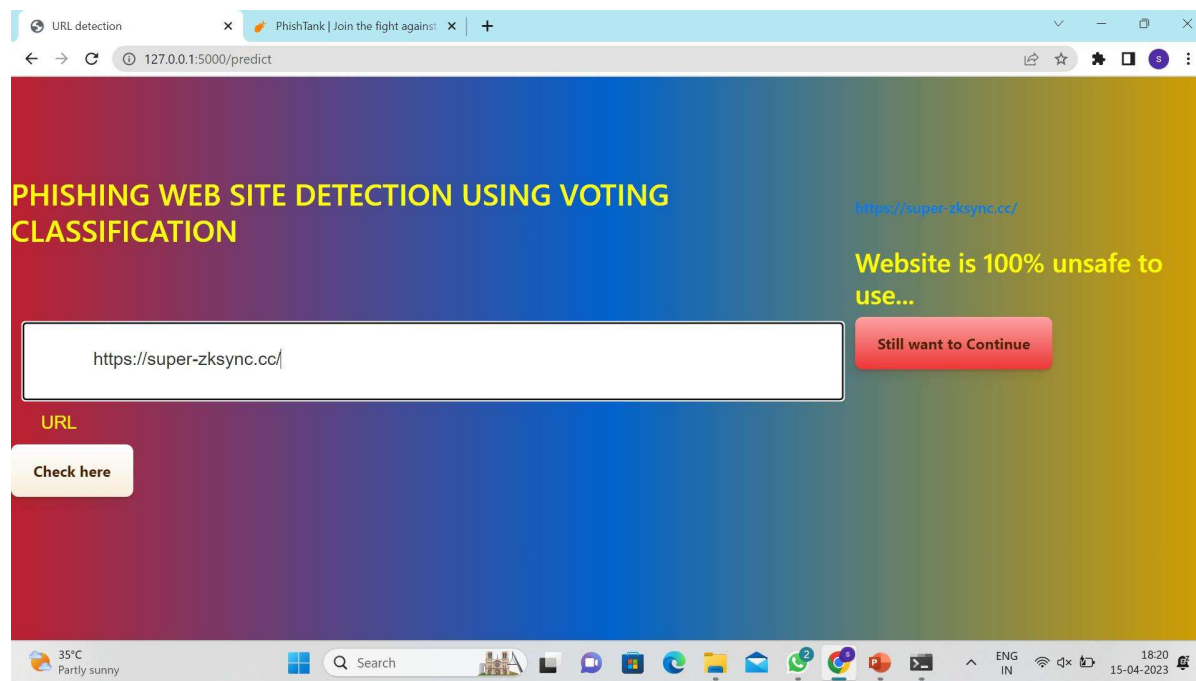 URL detection
PhishTank | Join the fight against
127.0.0.1:5000/predict
S
PHISHING WEB SITE DETECTION USING VOTING
CLASSIFICATION
https://super-zksync.cc/
URL
Check here
https://super-zksync.cc/
Website is 100% unsafe to
use...
Still want to Continue
35°C
Partly sunny
Search
2
ENG
IN
18:20
15-04-2023